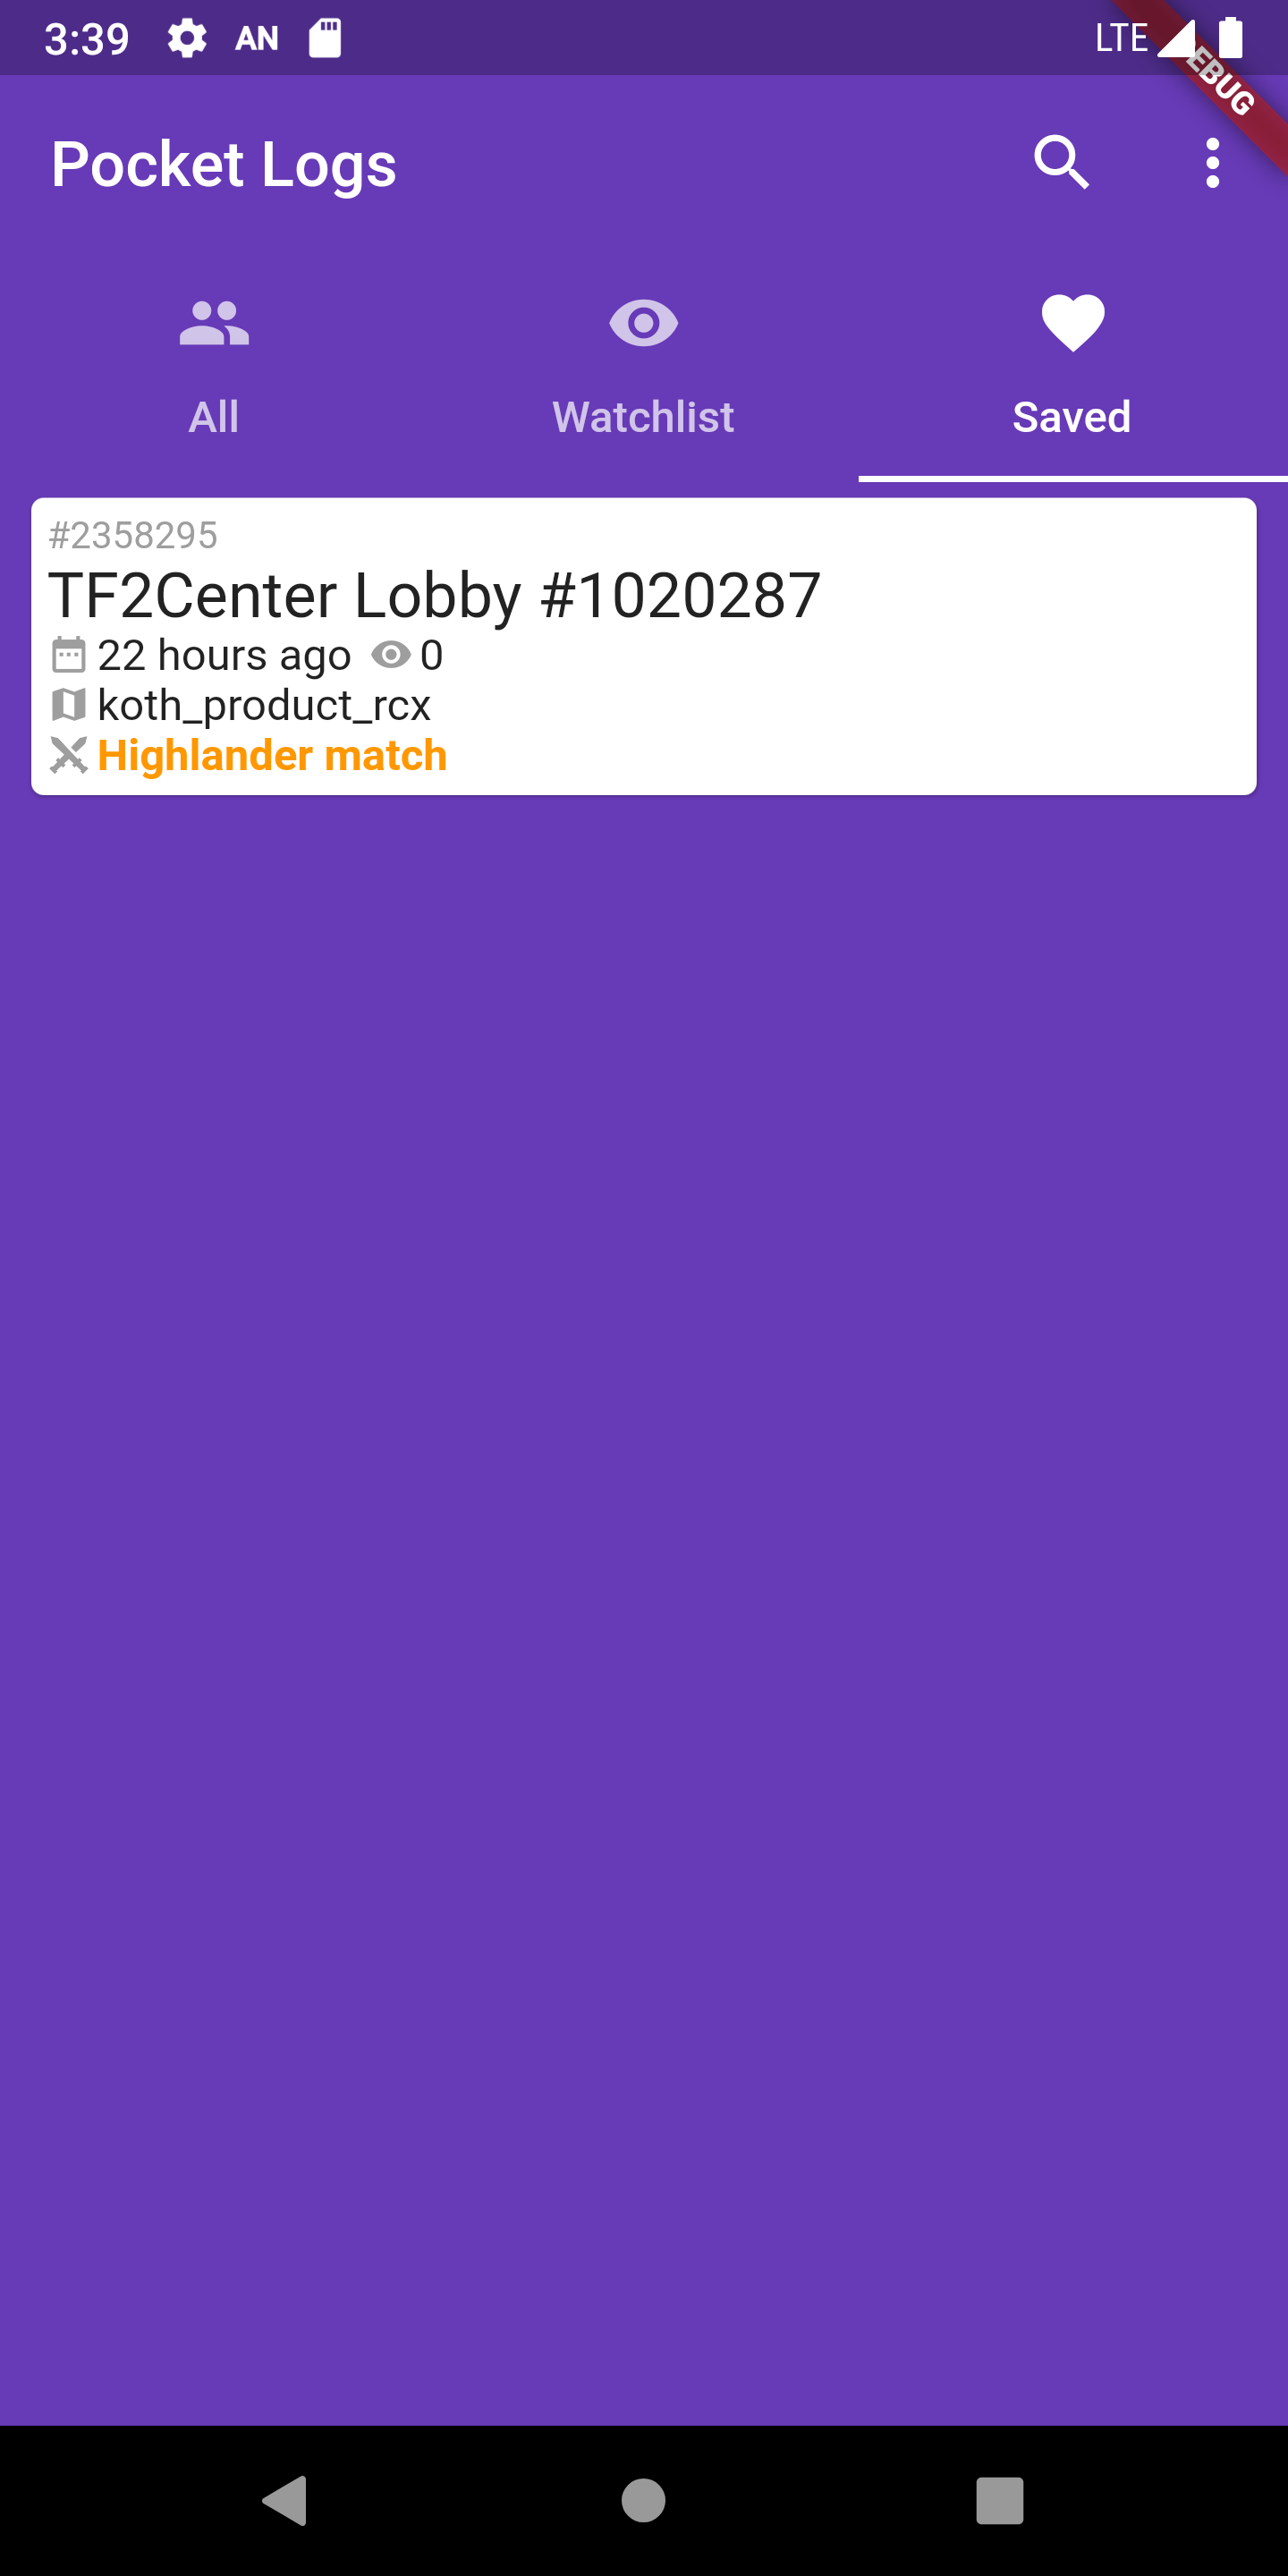 3:39 AN LTE
EBUG
Pocket Logs
All Watchlist Saved
#2358295
TF2Center Lobby #1020287
22 hours ago 0
koth_product_rcx
Highlander match